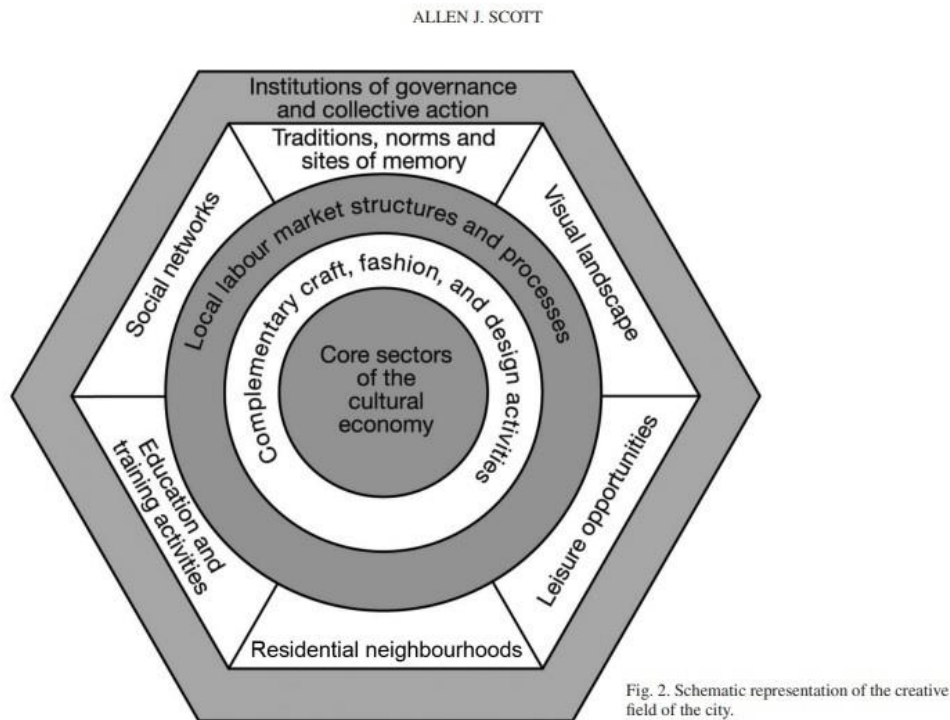 ALLEN J. SCOTT
Institutions of governance
and collective action
Traditions, norms and
sites of memory
Social networks
Visual landscape
Local labour market structures and processes
Complementary craft, fashion, and design activities
Core sectors
of the
cultural
economy
Education and
training activities
Leisure opportunities
Residential neighbourhoods
Fig. 2. Schematic representation of the creative
field of the city.